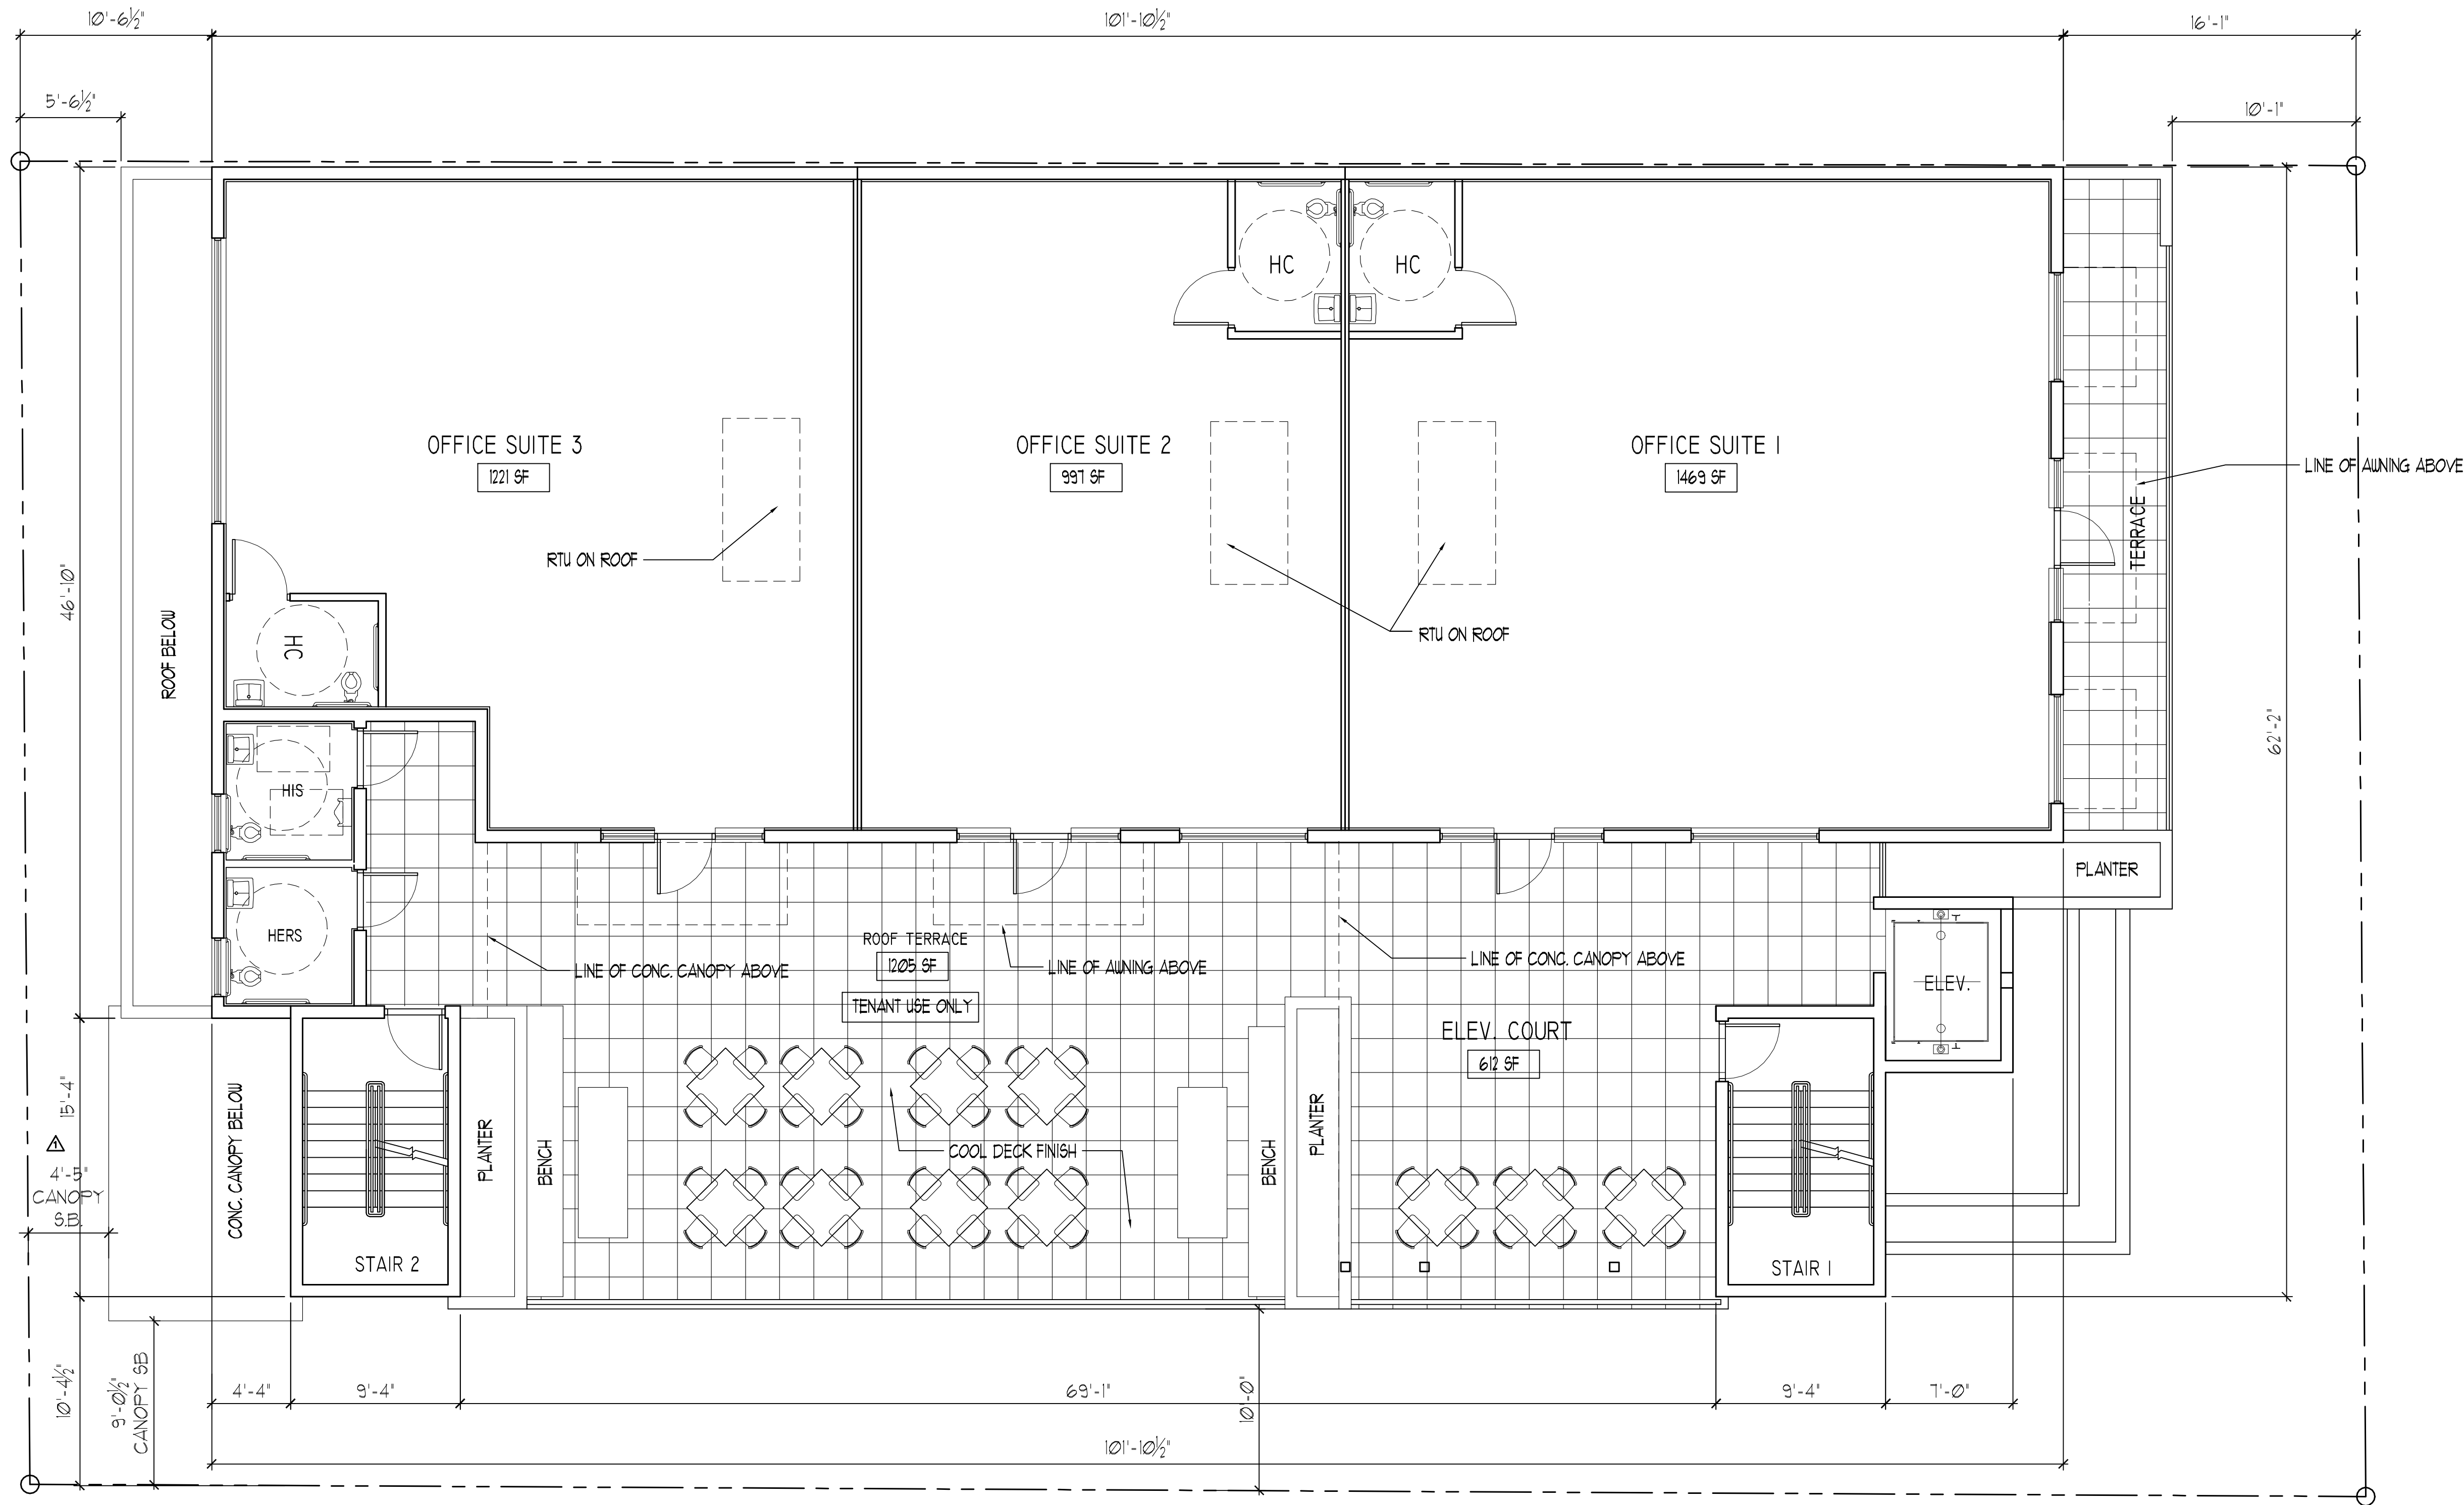 10'-6½"
101'-10½"
16'-1"
5'-6½"
10'-1"
HC
HC
OFFICE SUITE 3
1221 SF
OFFICE SUITE 2
997 SF
OFFICE SUITE 1
1469 SF
LINE OF AWNING ABOVE
TERRACE
RTU ON ROOF
RTU ON ROOF
46'-10"
ROOF BELOW
HC
62'-2"
HIS
HERS
PLANTER
ROOF TERRACE
1205 SF
LINE OF CONC. CANOPY ABOVE
LINE OF AWNING ABOVE
LINE OF CONC. CANOPY ABOVE
TENANT USE ONLY
ELEV.
ELEV. COURT
612 SF
15'-4"
1
4'-5"
CANOPY
S.B.
CONC. CANOPY BELOW
PLANTER
BENCH
COOL DECK FINISH
BENCH
PLANTER
STAIR 2
STAIR 1
10'-4½"
9'-0½"
CANOPY SB
4'-4"
9'-4"
69'-1"
10'-0"
9'-4"
7'-0"
101'-10½"